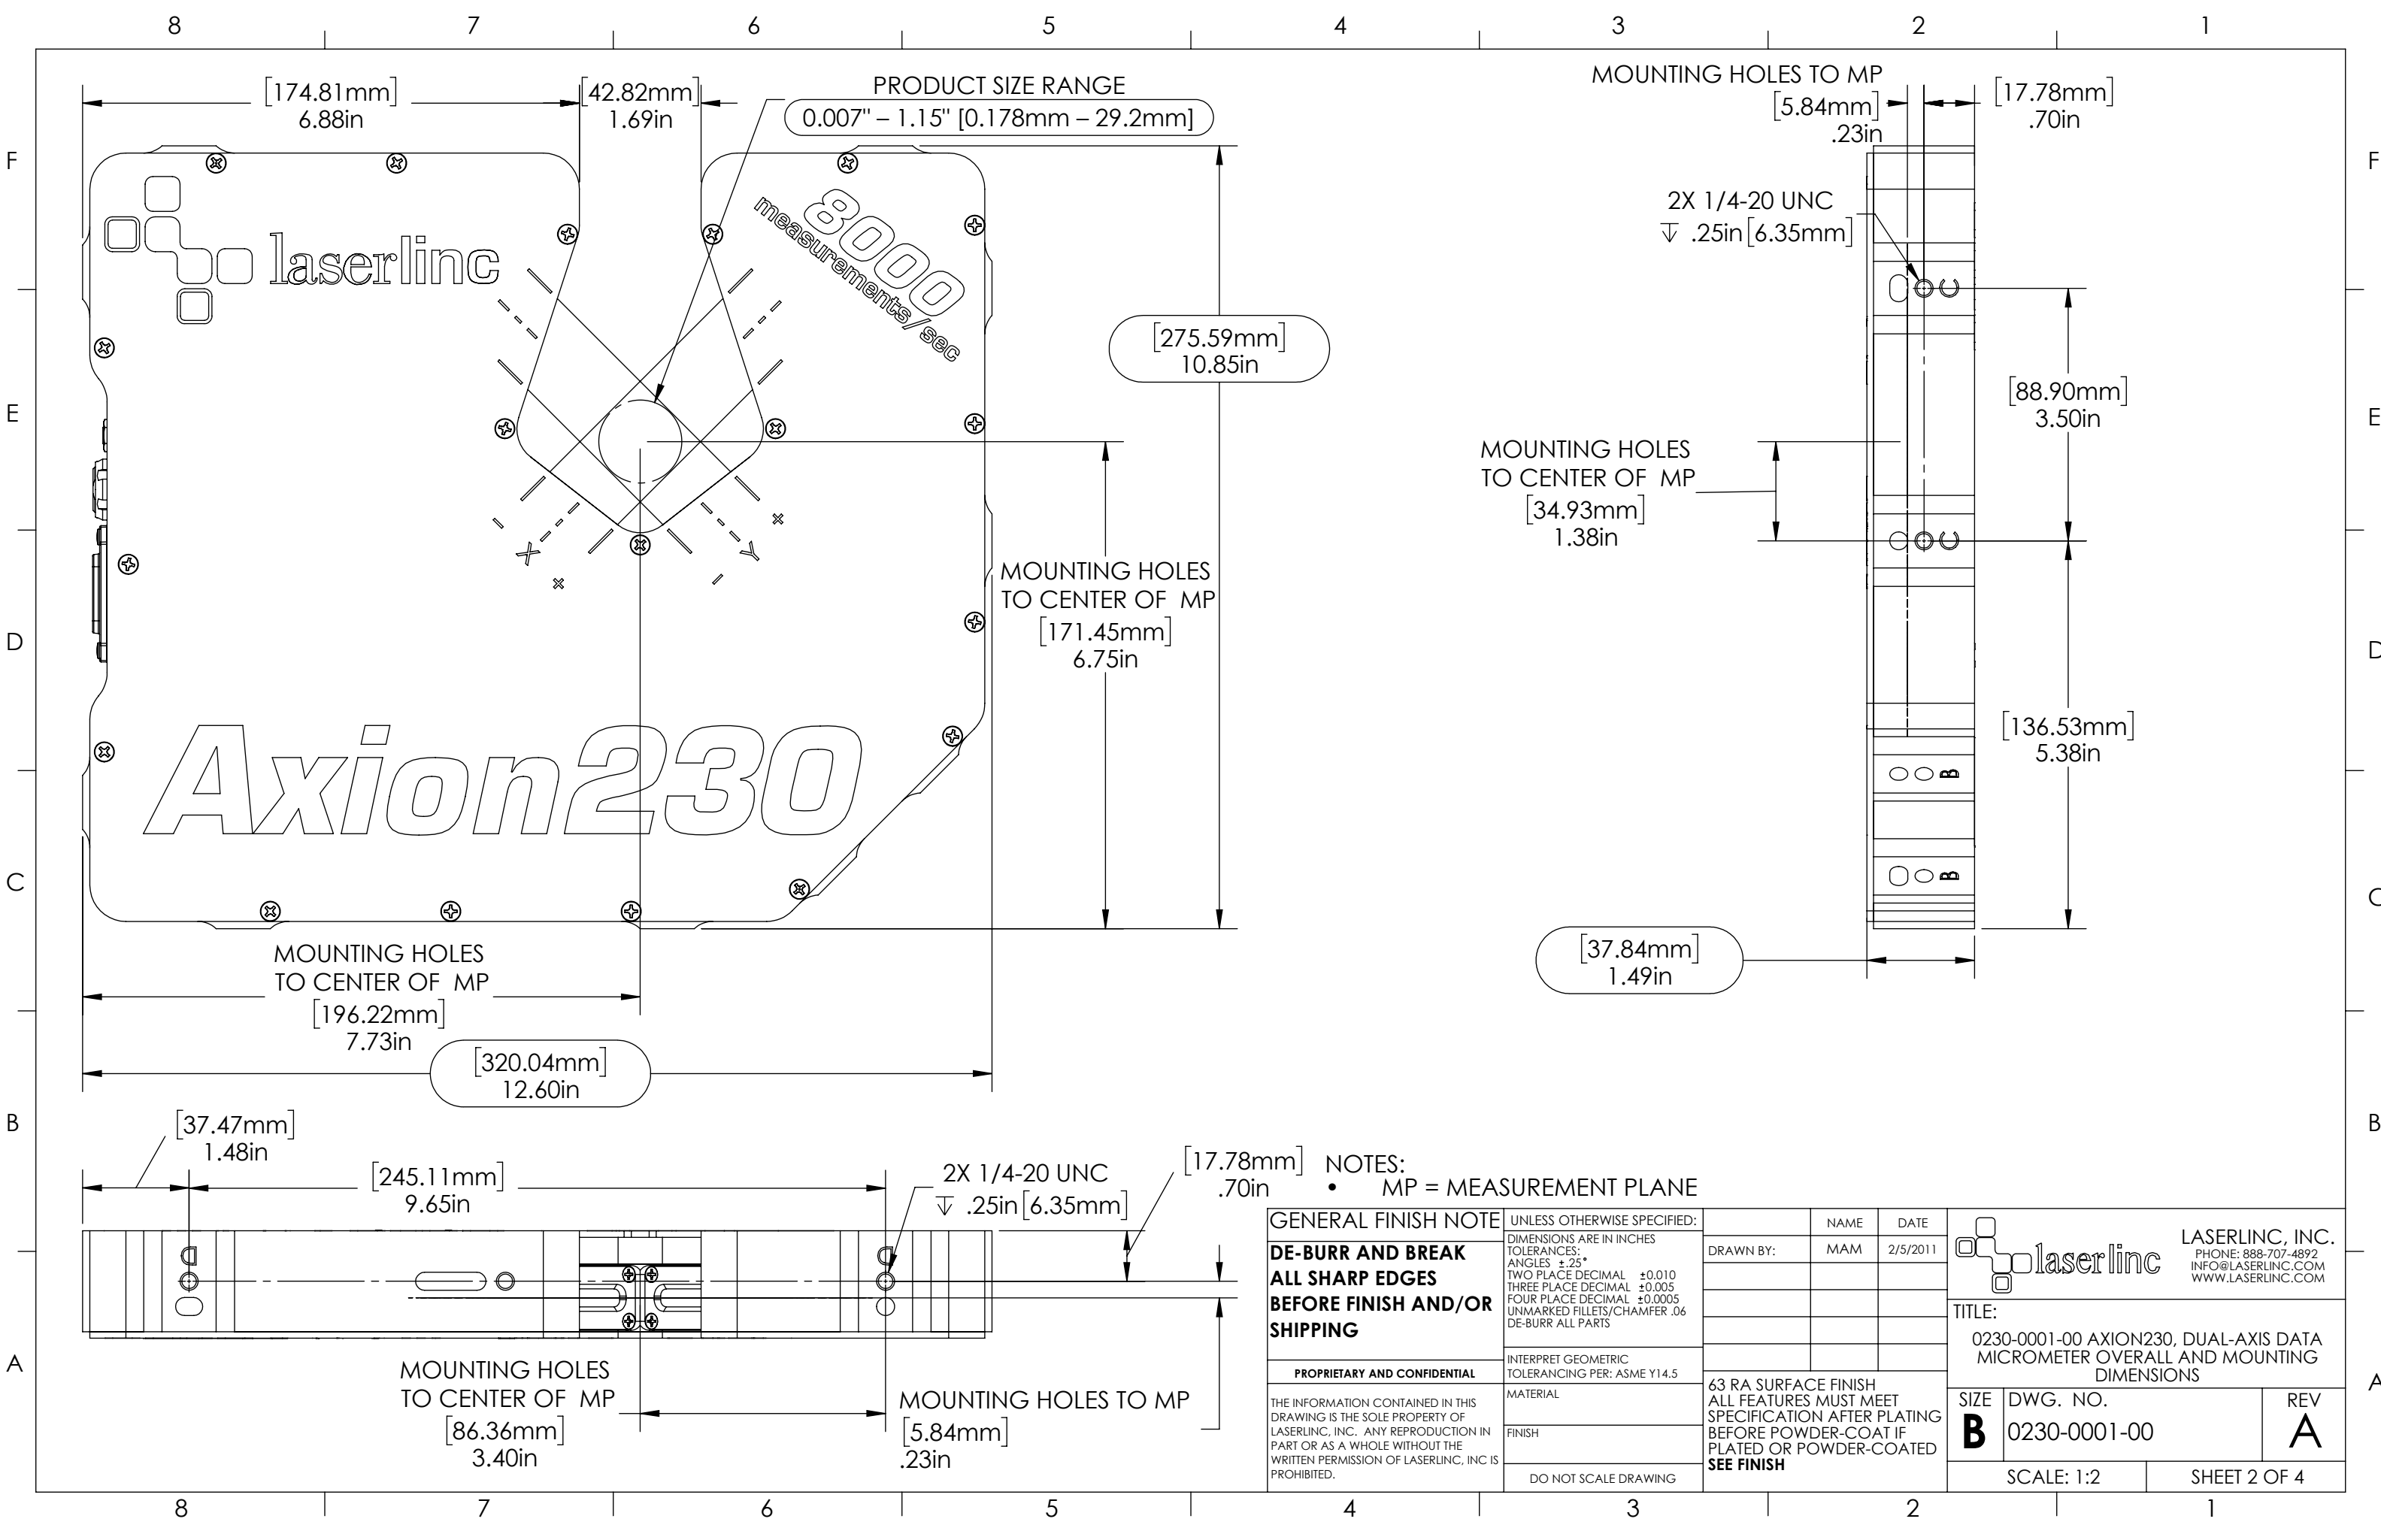 8 7 6 5 4 3 2 1
F
E
D
C
B
A
F
E
D
C
B
A
[174.81mm]
6.88in
[42.82mm]
1.69in
PRODUCT SIZE RANGE
0.007" – 1.15" [0.178mm – 29.2mm]
laserlinc
8000
measurements/sec
X
Y
Axion230
[275.59mm]
10.85in
MOUNTING HOLES
TO CENTER OF MP
[171.45mm]
6.75in
MOUNTING HOLES
TO CENTER OF MP
[196.22mm]
7.73in
[320.04mm]
12.60in
MOUNTING HOLES TO MP
[5.84mm]
.23in
[17.78mm]
.70in
2X 1/4-20 UNC
↧ .25in[6.35mm]
C
C
B
B
[88.90mm]
3.50in
MOUNTING HOLES
TO CENTER OF MP
[34.93mm]
1.38in
[136.53mm]
5.38in
[37.84mm]
1.49in
[37.47mm]
1.48in
[245.11mm]
9.65in
2X 1/4-20 UNC
↧ .25in[6.35mm]
[17.78mm]
.70in
D
D
MOUNTING HOLES
TO CENTER OF MP
[86.36mm]
3.40in
MOUNTING HOLES TO MP
[5.84mm]
.23in
NOTES:
• MP = MEASUREMENT PLANE
GENERAL FINISH NOTE
DE-BURR AND BREAK
ALL SHARP EDGES
BEFORE FINISH AND/OR
SHIPPING
PROPRIETARY AND CONFIDENTIAL
THE INFORMATION CONTAINED IN THIS
DRAWING IS THE SOLE PROPERTY OF
LASERLINC, INC. ANY REPRODUCTION IN
PART OR AS A WHOLE WITHOUT THE
WRITTEN PERMISSION OF LASERLINC, INC IS
PROHIBITED.
UNLESS OTHERWISE SPECIFIED:
DIMENSIONS ARE IN INCHES
TOLERANCES:
ANGLES ±.25°
TWO PLACE DECIMAL ±0.010
THREE PLACE DECIMAL ±0.005
FOUR PLACE DECIMAL ±0.0005
UNMARKED FILLETS/CHAMFER .06
DE-BURR ALL PARTS
INTERPRET GEOMETRIC
TOLERANCING PER: ASME Y14.5
MATERIAL
FINISH
DO NOT SCALE DRAWING
NAME DATE
DRAWN BY: MAM 2/5/2011
63 RA SURFACE FINISH
ALL FEATURES MUST MEET
SPECIFICATION AFTER PLATING
BEFORE POWDER-COAT IF
PLATED OR POWDER-COATED
SEE FINISH
laserlinc
LASERLINC, INC.
PHONE: 888-707-4892
INFO@LASERLINC.COM
WWW.LASERLINC.COM
TITLE:
0230-0001-00 AXION230, DUAL-AXIS DATA
MICROMETER OVERALL AND MOUNTING
DIMENSIONS
SIZE DWG. NO. REV
B 0230-0001-00 A
SCALE: 1:2 SHEET 2 OF 4
8 7 6 5 4 3 2 1